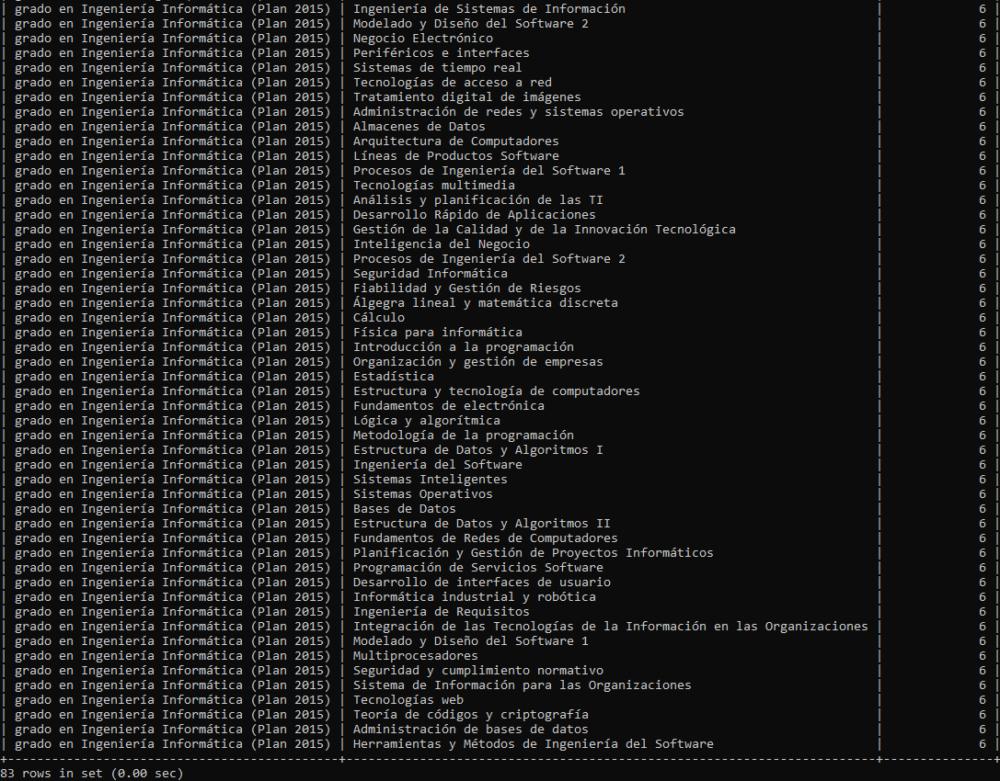 | grado en Ingeniería Informática (Plan 2015) | Ingeniería de Sistemas de Información | 6 |
| grado en Ingeniería Informática (Plan 2015) | Modelado y Diseño del Software 2 | 6 |
| grado en Ingeniería Informática (Plan 2015) | Negocio Electrónico | 6 |
| grado en Ingeniería Informática (Plan 2015) | Periféricos e interfaces | 6 |
| grado en Ingeniería Informática (Plan 2015) | Sistemas de tiempo real | 6 |
| grado en Ingeniería Informática (Plan 2015) | Tecnologías de acceso a red | 6 |
| grado en Ingeniería Informática (Plan 2015) | Tratamiento digital de imágenes | 6 |
| grado en Ingeniería Informática (Plan 2015) | Administración de redes y sistemas operativos | 6 |
| grado en Ingeniería Informática (Plan 2015) | Almacenes de Datos | 6 |
| grado en Ingeniería Informática (Plan 2015) | Arquitectura de Computadores | 6 |
| grado en Ingeniería Informática (Plan 2015) | Líneas de Productos Software | 6 |
| grado en Ingeniería Informática (Plan 2015) | Procesos de Ingeniería del Software 1 | 6 |
| grado en Ingeniería Informática (Plan 2015) | Tecnologías multimedia | 6 |
| grado en Ingeniería Informática (Plan 2015) | Análisis y planificación de las TI | 6 |
| grado en Ingeniería Informática (Plan 2015) | Desarrollo Rápido de Aplicaciones | 6 |
| grado en Ingeniería Informática (Plan 2015) | Gestión de la Calidad y de la Innovación Tecnológica | 6 |
| grado en Ingeniería Informática (Plan 2015) | Inteligencia del Negocio | 6 |
| grado en Ingeniería Informática (Plan 2015) | Procesos de Ingeniería del Software 2 | 6 |
| grado en Ingeniería Informática (Plan 2015) | Seguridad Informática | 6 |
| grado en Ingeniería Informática (Plan 2015) | Fiabilidad y Gestión de Riesgos | 6 |
| grado en Ingeniería Informática (Plan 2015) | Álgegra lineal y matemática discreta | 6 |
| grado en Ingeniería Informática (Plan 2015) | Cálculo | 6 |
| grado en Ingeniería Informática (Plan 2015) | Física para informática | 6 |
| grado en Ingeniería Informática (Plan 2015) | Introducción a la programación | 6 |
| grado en Ingeniería Informática (Plan 2015) | Organización y gestión de empresas | 6 |
| grado en Ingeniería Informática (Plan 2015) | Estadística | 6 |
| grado en Ingeniería Informática (Plan 2015) | Estructura y tecnología de computadores | 6 |
| grado en Ingeniería Informática (Plan 2015) | Fundamentos de electrónica | 6 |
| grado en Ingeniería Informática (Plan 2015) | Lógica y algorítmica | 6 |
| grado en Ingeniería Informática (Plan 2015) | Metodología de la programación | 6 |
| grado en Ingeniería Informática (Plan 2015) | Estructura de Datos y Algoritmos I | 6 |
| grado en Ingeniería Informática (Plan 2015) | Ingeniería del Software | 6 |
| grado en Ingeniería Informática (Plan 2015) | Sistemas Inteligentes | 6 |
| grado en Ingeniería Informática (Plan 2015) | Sistemas Operativos | 6 |
| grado en Ingeniería Informática (Plan 2015) | Bases de Datos | 6 |
| grado en Ingeniería Informática (Plan 2015) | Estructura de Datos y Algoritmos II | 6 |
| grado en Ingeniería Informática (Plan 2015) | Fundamentos de Redes de Computadores | 6 |
| grado en Ingeniería Informática (Plan 2015) | Planificación y Gestión de Proyectos Informáticos | 6 |
| grado en Ingeniería Informática (Plan 2015) | Programación de Servicios Software | 6 |
| grado en Ingeniería Informática (Plan 2015) | Desarrollo de interfaces de usuario | 6 |
| grado en Ingeniería Informática (Plan 2015) | Informática industrial y robótica | 6 |
| grado en Ingeniería Informática (Plan 2015) | Ingeniería de Requisitos | 6 |
| grado en Ingeniería Informática (Plan 2015) | Integración de las Tecnologías de la Información en las Organizaciones | 6 |
| grado en Ingeniería Informática (Plan 2015) | Modelado y Diseño del Software 1 | 6 |
| grado en Ingeniería Informática (Plan 2015) | Multiprocesadores | 6 |
| grado en Ingeniería Informática (Plan 2015) | Seguridad y cumplimiento normativo | 6 |
| grado en Ingeniería Informática (Plan 2015) | Sistema de Información para las Organizaciones | 6 |
| grado en Ingeniería Informática (Plan 2015) | Tecnologías web | 6 |
| grado en Ingeniería Informática (Plan 2015) | Teoría de códigos y criptografía | 6 |
| grado en Ingeniería Informática (Plan 2015) | Administración de bases de datos | 6 |
| grado en Ingeniería Informática (Plan 2015) | Herramientas y Métodos de Ingeniería del Software | 6 |
83 rows in set (0.00 sec)